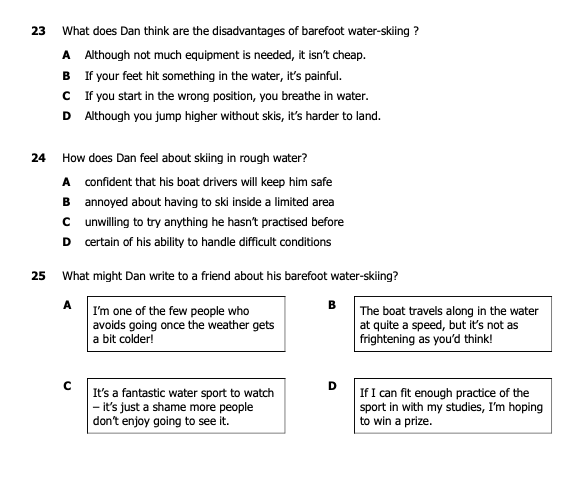 23 What does Dan think are the disadvantages of barefoot water-skiing ?
A Although not much equipment is needed, it isn't cheap.
B If your feet hit something in the water, it's painful.
C If you start in the wrong position, you breathe in water.
D Although you jump higher without skis, it's harder to land.
24 How does Dan feel about skiing in rough water?
A confident that his boat drivers will keep him safe
B annoyed about having to ski inside a limited area
C unwilling to try anything he hasn't practised before
D certain of his ability to handle difficult conditions
25 What might Dan write to a friend about his barefoot water-skiing?
A
I'm one of the few people who
avoids going once the weather gets
a bit colder!
B
The boat travels along in the water
at quite a speed, but it's not as
frightening as you'd think!
C
It's a fantastic water sport to watch
– it's just a shame more people
don't enjoy going to see it.
D
If I can fit enough practice of the
sport in with my studies, I'm hoping
to win a prize.